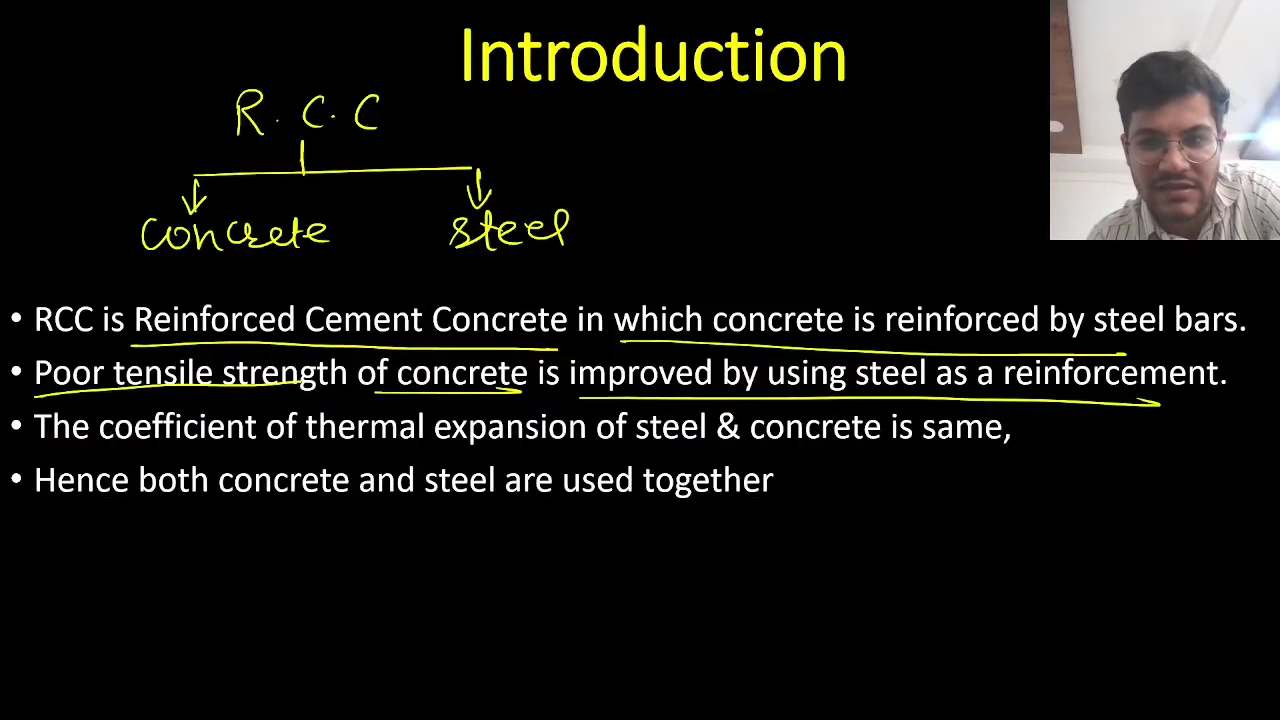 Introduction
R. C. C
concrete steel
• RCC is Reinforced Cement Concrete in which concrete is reinforced by steel bars.
• Poor tensile strength of concrete is improved by using steel as a reinforcement.
• The coefficient of thermal expansion of steel & concrete is same,
• Hence both concrete and steel are used together